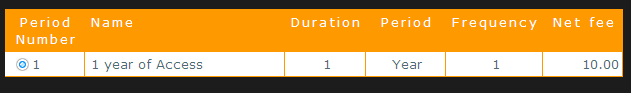 Period Number Name Duration Period Frequency Net fee
1 1 year of Access 1 Year 1 10.00